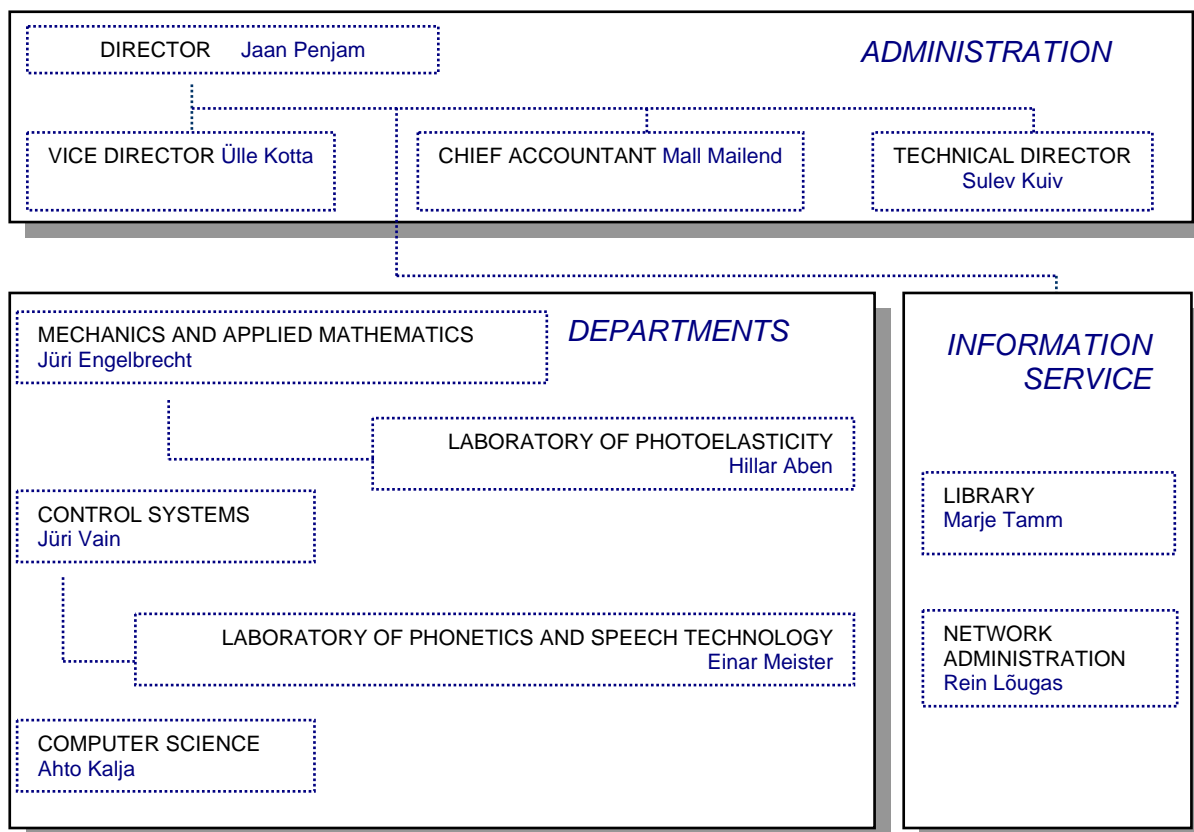 DIRECTOR Jaan Penjam
ADMINISTRATION
VICE DIRECTOR Ülle Kotta
CHIEF ACCOUNTANT Mall Mailend
TECHNICAL DIRECTOR
Sulev Kuiv
DEPARTMENTS
MECHANICS AND APPLIED MATHEMATICS
Jüri Engelbrecht
LABORATORY OF PHOTOELASTICITY
Hillar Aben
CONTROL SYSTEMS
Jüri Vain
LABORATORY OF PHONETICS AND SPEECH TECHNOLOGY
Einar Meister
COMPUTER SCIENCE
Ahto Kalja
INFORMATION
SERVICE
LIBRARY
Marje Tamm
NETWORK
ADMINISTRATION
Rein Lõugas